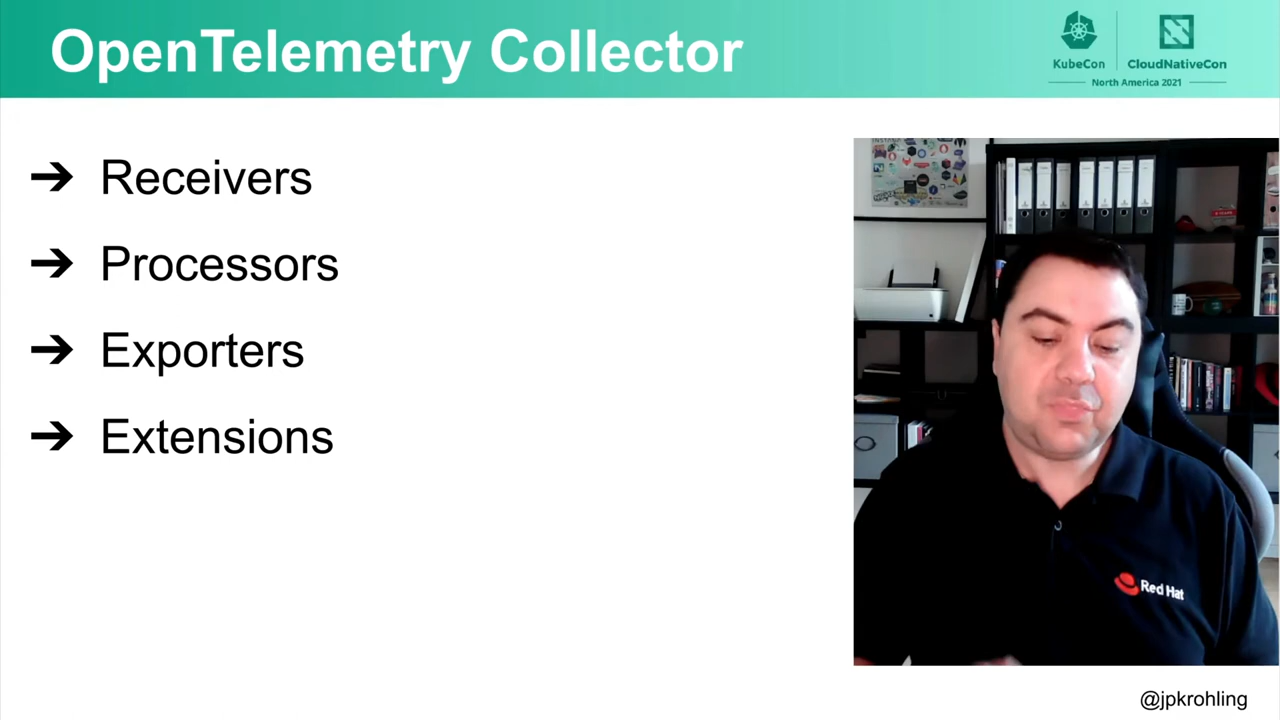 OpenTelemetry Collector
KubeCon
CloudNativeCon
North America 2021
➔ Receivers
➔ Processors
➔ Exporters
➔ Extensions
Red Hat
@jpkrohling